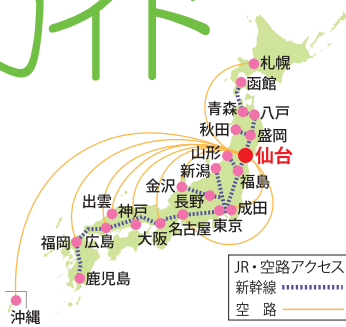 ガイド
札幌
函館
青森
八戸
秋田
盛岡
山形
仙台
新潟
福島
金沢
長野
成田
出雲
神戸
東京
名古屋
福岡
広島
大阪
鹿児島
沖縄
JR・空路アクセス
新幹線
空 路